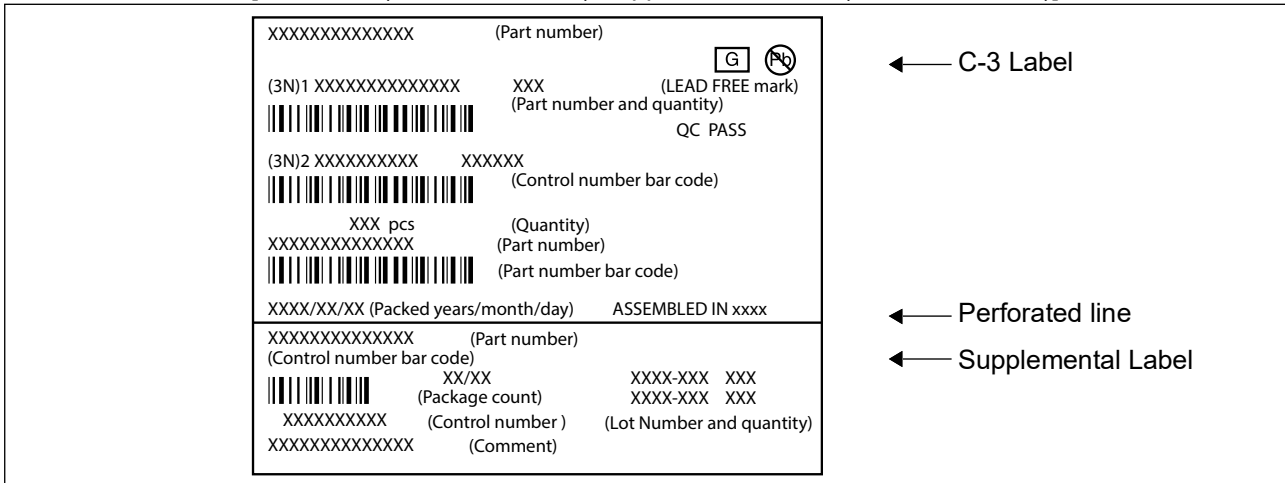 XXXXXXXXXXXXXX (Part number)
G Pb
C-3 Label
(3N)1 XXXXXXXXXXXXXX XXX (LEAD FREE mark)
(Part number and quantity)
QC PASS
(3N)2 XXXXXXXXXX XXXXXX
(Control number bar code)
XXX pcs (Quantity)
XXXXXXXXXXXXXX (Part number)
(Part number bar code)
XXXX/XX/XX (Packed years/month/day) ASSEMBLED IN xxxx
Perforated line
XXXXXXXXXXXXXX (Part number)
(Control number bar code)
Supplemental Label
XX/XX XXXX-XXX XXX
(Package count) XXXX-XXX XXX
XXXXXXXXXX (Control number ) (Lot Number and quantity)
XXXXXXXXXXXXXX (Comment)